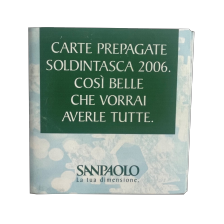 CARTE PREPAGATE
SOLDINTASCA 2006.
COSÌ BELLE
CHE VORRAI
AVERLE TUTTE.
SANPAOLO
La tua dimensione.